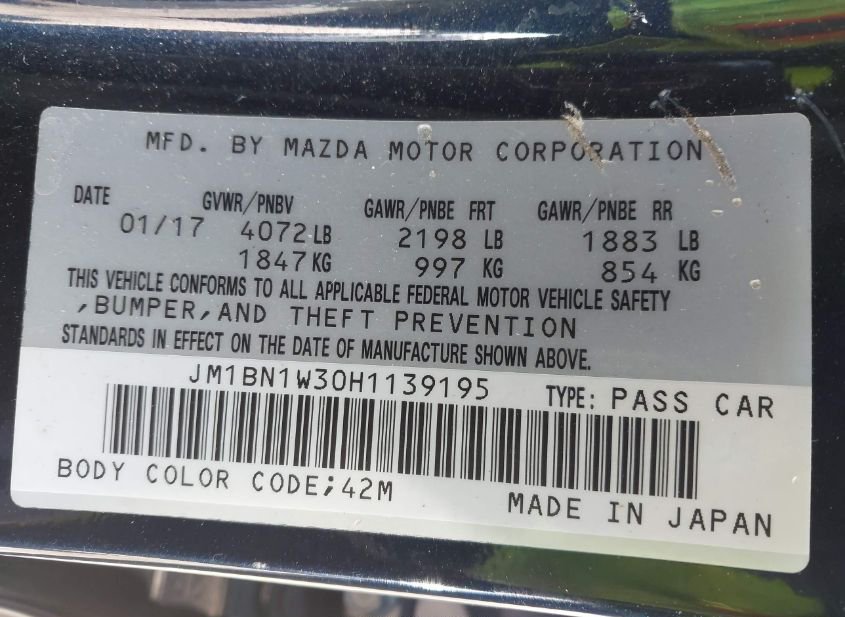 MFD. BY MAZDA MOTOR CORPORATION
DATE GVWR/PNBV GAWR/PNBE FRT GAWR/PNBE RR
01/17 4072 LB 2198 LB 1883 LB
1847 KG 997 KG 854 KG
THIS VEHICLE CONFORMS TO ALL APPLICABLE FEDERAL MOTOR VEHICLE SAFETY
,BUMPER,AND THEFT PREVENTION
STANDARDS IN EFFECT ON THE DATE OF MANUFACTURE SHOWN ABOVE.
JM1BN1W30H1139195 TYPE: PASS CAR
BODY COLOR CODE;42M
MADE IN JAPAN